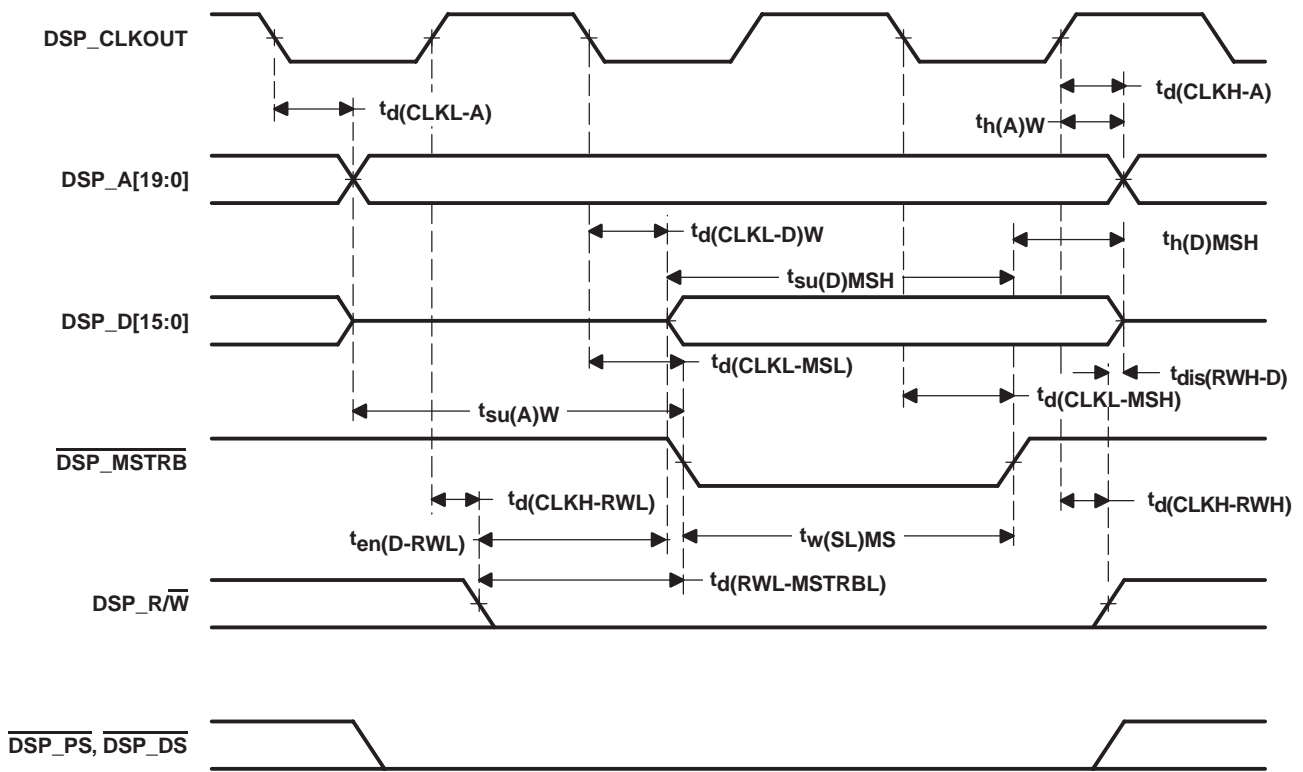 DSP_CLKOUT
td(CLKL-A)
td(CLKH-A)
th(A)W
DSP_A[19:0]
td(CLKL-D)W
th(D)MSH
tsu(D)MSH
DSP_D[15:0]
td(CLKL-MSL)
tdis(RWH-D)
td(CLKL-MSH)
tsu(A)W
DSP_MSTRB
td(CLKH-RWL)
td(CLKH-RWH)
ten(D-RWL)
tw(SL)MS
td(RWL-MSTRBL)
DSP_R/W
DSP_PS, DSP_DS